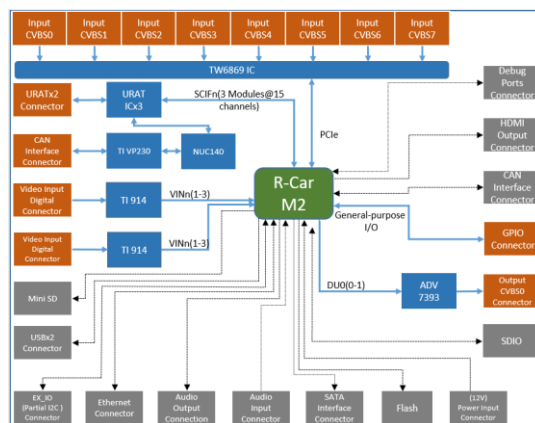 Input
CVBS0
Input
CVBS1
Input
CVBS2
Input
CVBS3
Input
CVBS4
Input
CVBS5
Input
CVBS6
Input
CVBS7
TW6869 IC
URATx2
Connector
URAT
ICx3
SCIFn(3 Modules@15
channels)
PCIe
Debug
Ports
Connector
HDMI
Output
Connector
CAN
Interface
Connector
TI VP230
NUC140
R-Car
M2
CAN
Interface
Connector
Video Input
Digital
Connector
TI 914
VINn(1-3)
General-purpose
I/O
GPIO
Connector
Video Input
Digital
Connector
TI 914
VINn(1-3)
DU0(0-1)
ADV
7393
Output
CVBS0
Connector
Mini SD
USBx2
Connector
SDIO
EX_IO
(Partial I2C )
Connector
Ethernet
Connector
Audio
Output
Connection
Audio
Input
Connector
SATA
Interface
Connector
Flash
(12V)
Power Input
Connector